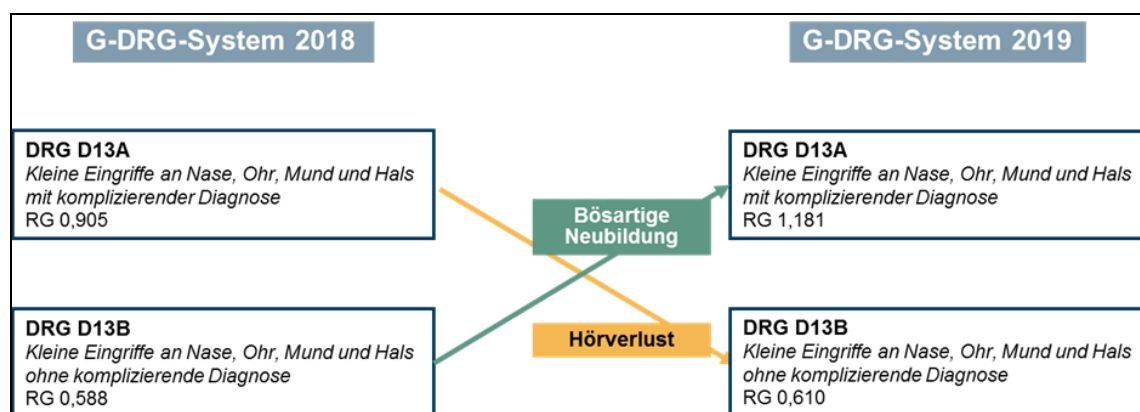 G-DRG-System 2018
G-DRG-System 2019
DRG D13A
Kleine Eingriffe an Nase, Ohr, Mund und Hals
mit komplizierender Diagnose
RG 0,905
DRG D13A
Kleine Eingriffe an Nase, Ohr, Mund und Hals
mit komplizierender Diagnose
RG 1,181
Bösartige
Neubildung
DRG D13B
Kleine Eingriffe an Nase, Ohr, Mund und Hals
ohne komplizierende Diagnose
RG 0,588
Hörverlust
DRG D13B
Kleine Eingriffe an Nase, Ohr, Mund und Hals
ohne komplizierende Diagnose
RG 0,610